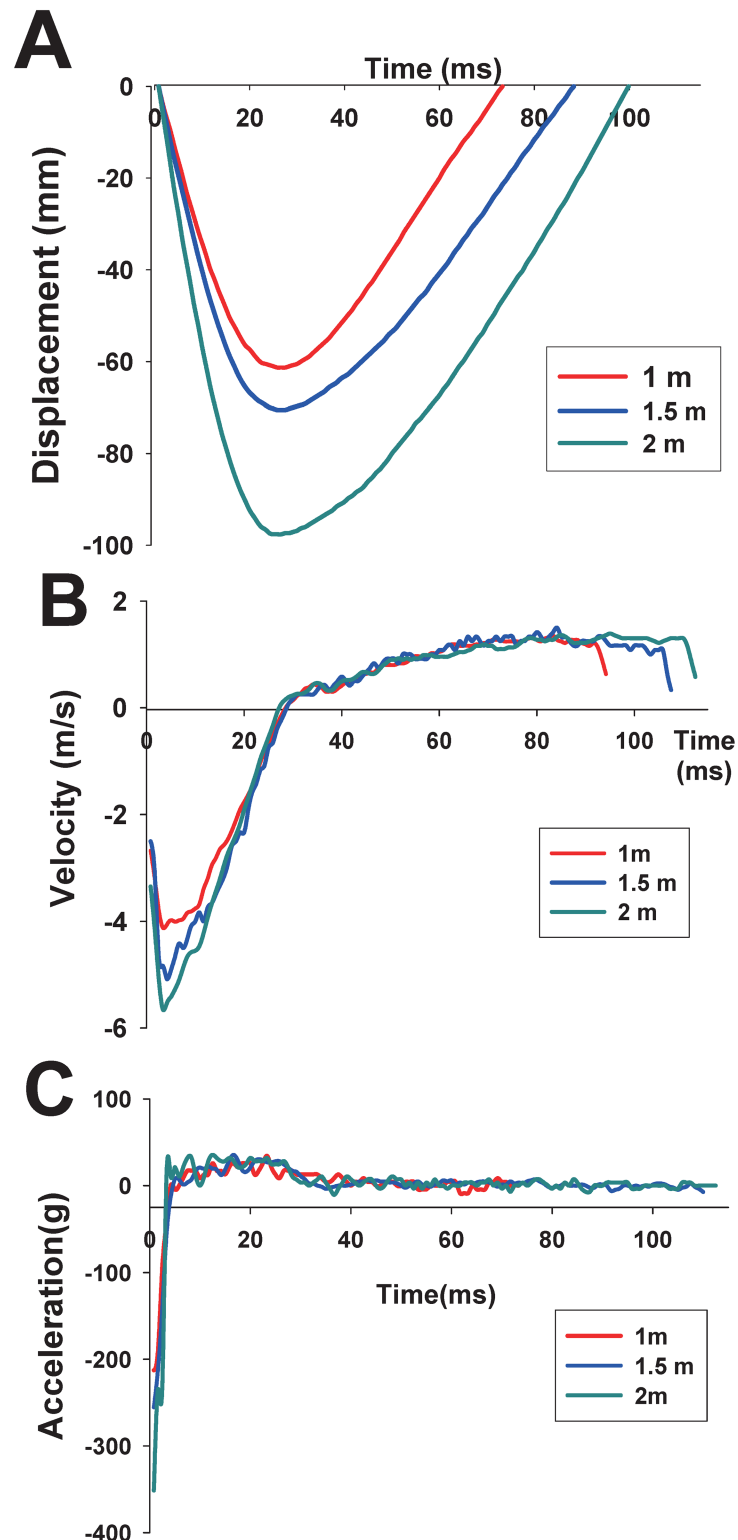 A
Time (ms)
0
0 20 40 60 80 100
-20
-40
-60
-80
-100
Displacement (mm)
1 m
1.5 m
2 m
B
2
0
-2
-4
-6
0 20 40 60 80 100 Time
(ms)
Velocity (m/s)
1m
1.5 m
2 m
C
100
0
-100
-200
-300
-400
0 20 40 60 80 100
Time(ms)
Acceleration(g)
1m
1.5 m
2m